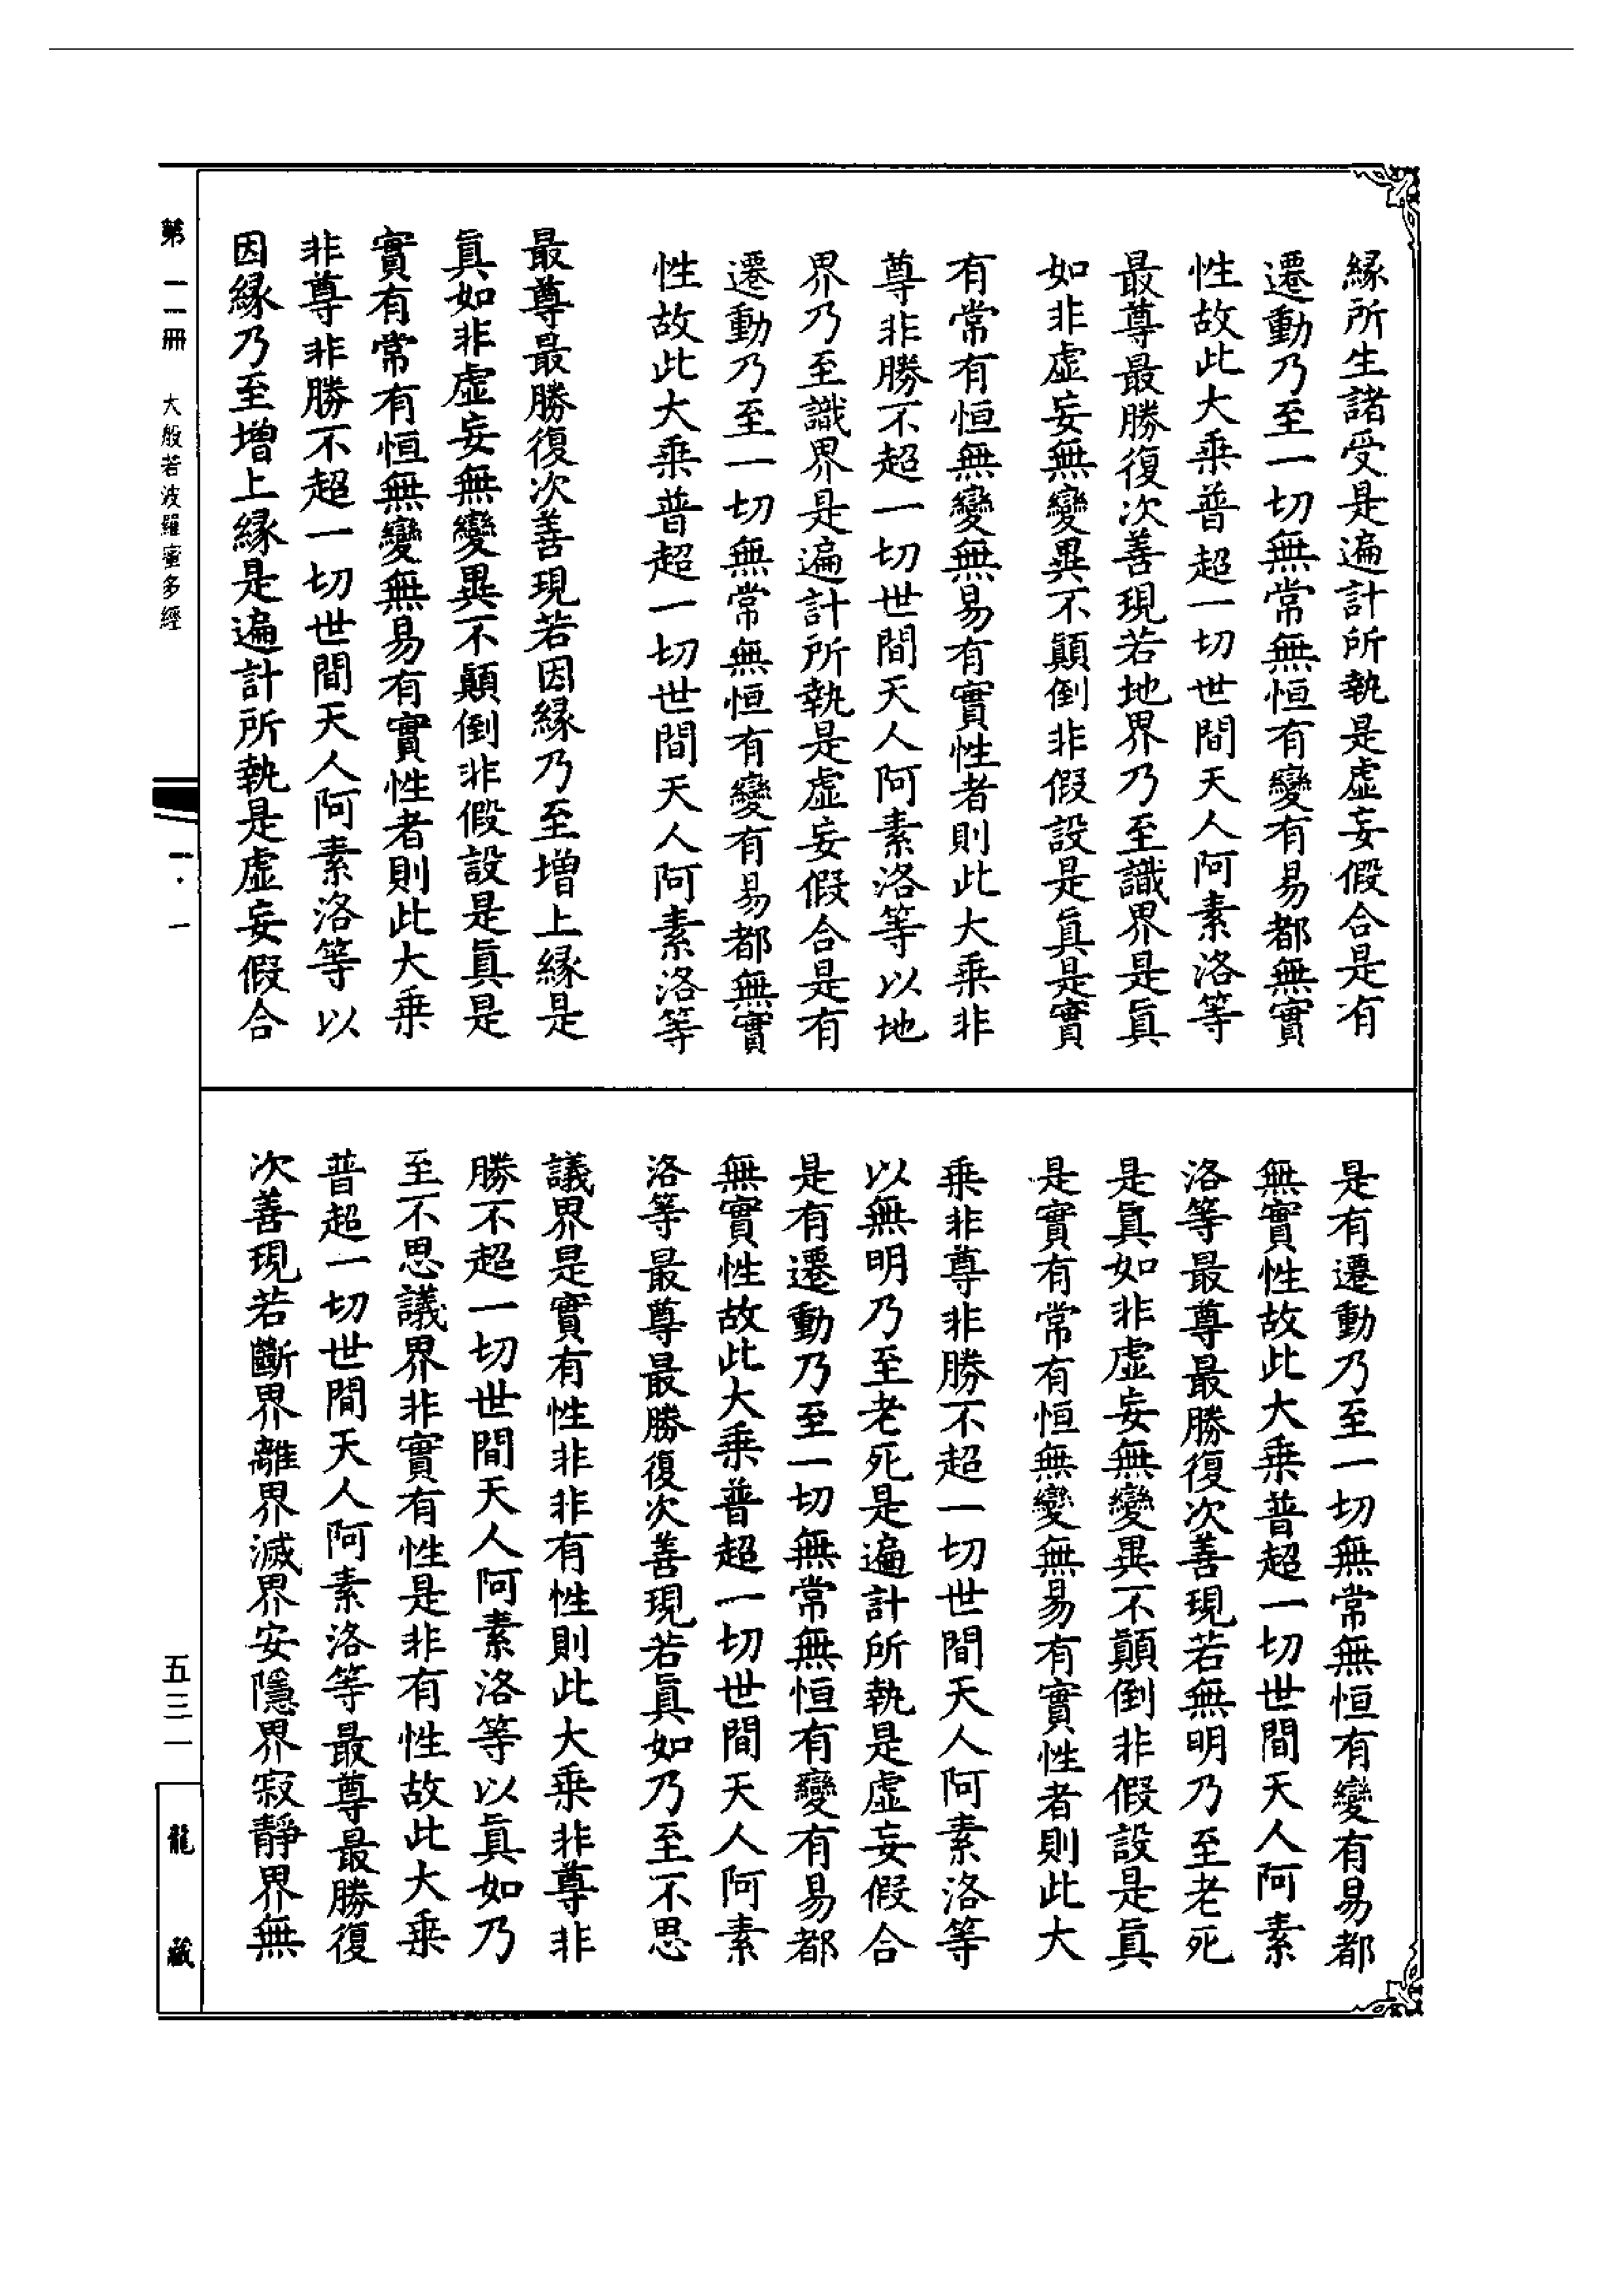 緣所生諸受是遍計所執是虛妄假合是有
遷動乃至一切無常無恒有變有易都無實
性故此大乘普超一切世間天人阿素洛等
最尊最勝復次善現若地界乃至識界是眞
如非虛妄無變異不顚倒非假設是眞是實
有常有恒無變無易有實性者則此大乘非
尊非勝不超一切世間天人阿素洛等以地
界乃至識界是遍計所執是虛妄假合是有
遷動乃至一切無常無恒有變有易都無實
性故此大乘普超一切世間天人阿素洛等
最尊最勝復次善現若因緣乃至增上緣是
眞如非虛妄無變異不顚倒非假設是眞是
實有常有恒無變無易有實性者則此大乘
非尊非勝不超一切世間天人阿素洛等以
因緣乃至增上緣是遍計所執是虛妄假合
是有遷動乃至一切無常無恒有變有易都
無實性故此大乘普超一切世間天人阿素
洛等最尊最勝復次善現若無明乃至老死
是眞如非虛妄無變異不顚倒非假設是眞
是實有常有恒無變無易有實性者則此大
乘非尊非勝不超一切世間天人阿素洛等
以無明乃至老死是遍計所執是虛妄假合
是有遷動乃至一切無常無恒有變有易都
無實性故此大乘普超一切世間天人阿素
洛等最尊最勝復次善現若眞如乃至不思
議界是實有性非非有性則此大乘非尊非
勝不超一切世間天人阿素洛等以眞如乃
至不思議界非實有性是非有性故此大乘
普超一切世間天人阿素洛等最尊最勝復
次善現若斷界離界滅界安隱界寂靜界無
第一一冊 大般若波羅蜜多經
一·一
五三一
龍藏